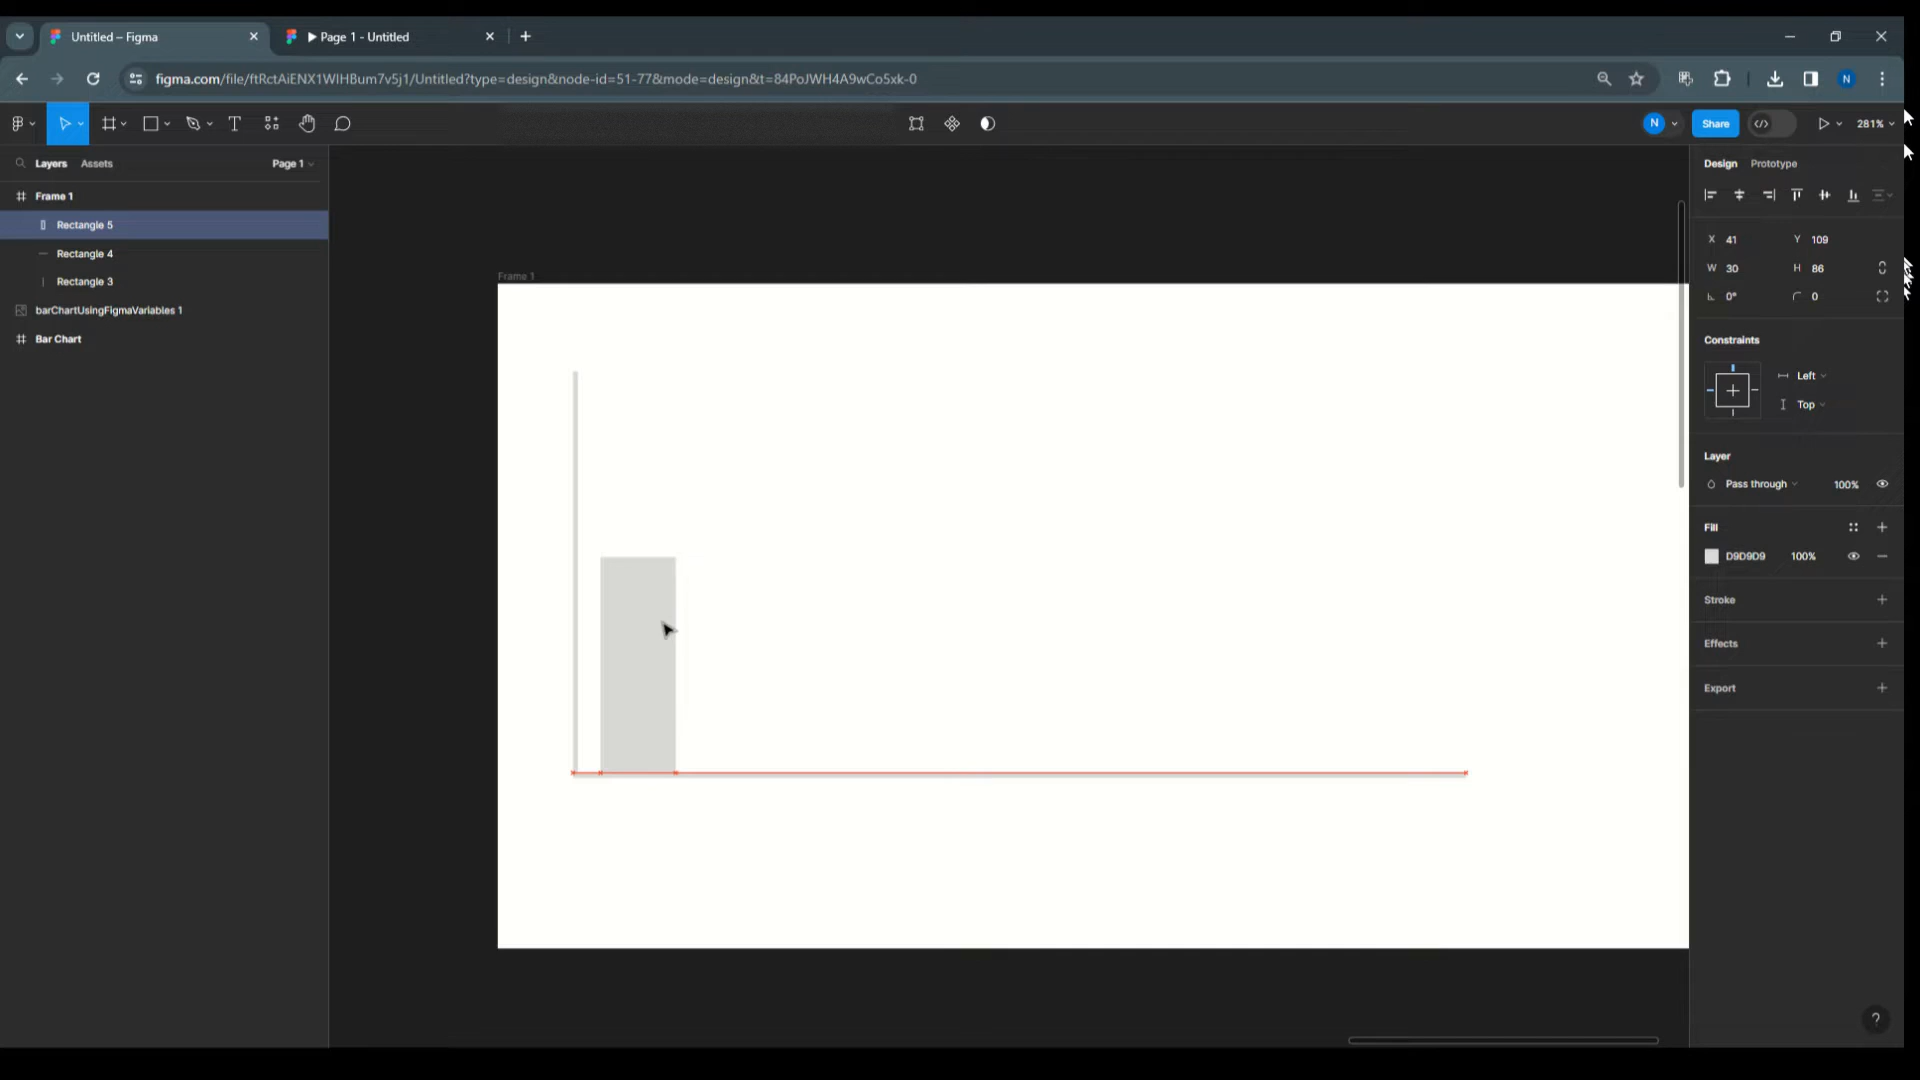 Untitled – Figma
▶ Page 1 - Untitled
figma.com/file/ftRctAiENX1WIHBum7v5j1/Untitled?type=design&node-id=51-77&mode=design&t=84PoJWH4A9wCo5xk-0
N
N
Share
</>
281%
Layers
Assets
Page 1
Frame 1
Rectangle 5
Rectangle 4
Rectangle 3
barChartUsingFigmaVariables 1
Bar Chart
Frame 1
Design
Prototype
X 41
Y 109
W 30
H 86
0°
0
Constraints
Left
Top
Layer
Pass through
100%
Fill
D9D9D9
100%
Stroke
Effects
Export
?